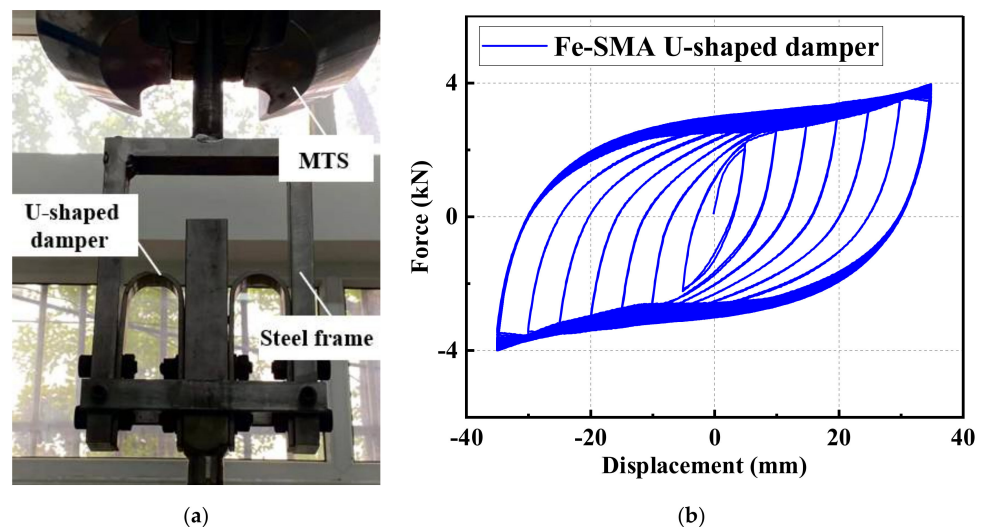 MTS
U-shaped
damper
Steel frame
(a)
Fe-SMA U-shaped damper
Force (kN)
4
0
-4
-40
-20
0
20
40
Displacement (mm)
(b)